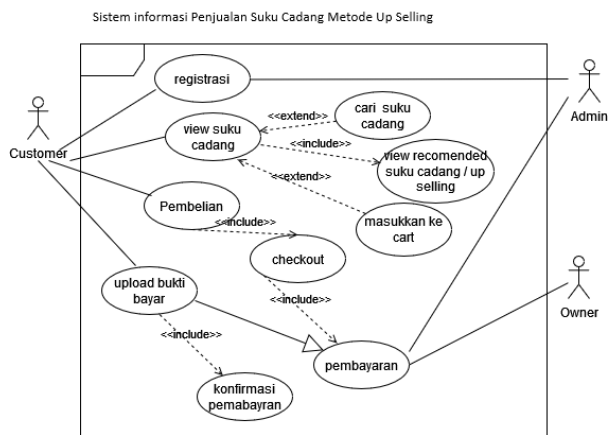 Sistem informasi Penjualan Suku Cadang Metode Up Selling
registrasi
Admin
Customer
<<extend>>
cari suku
cadang
view suku
cadang
<<include>>
view recomended
suku cadang / up
selling
<<extend>>
Pembelian
<<include>>
masukkan ke
cart
checkout
upload bukti
bayar
<<include>>
Owner
<<include>>
pembayaran
konfirmasi
pemabayran